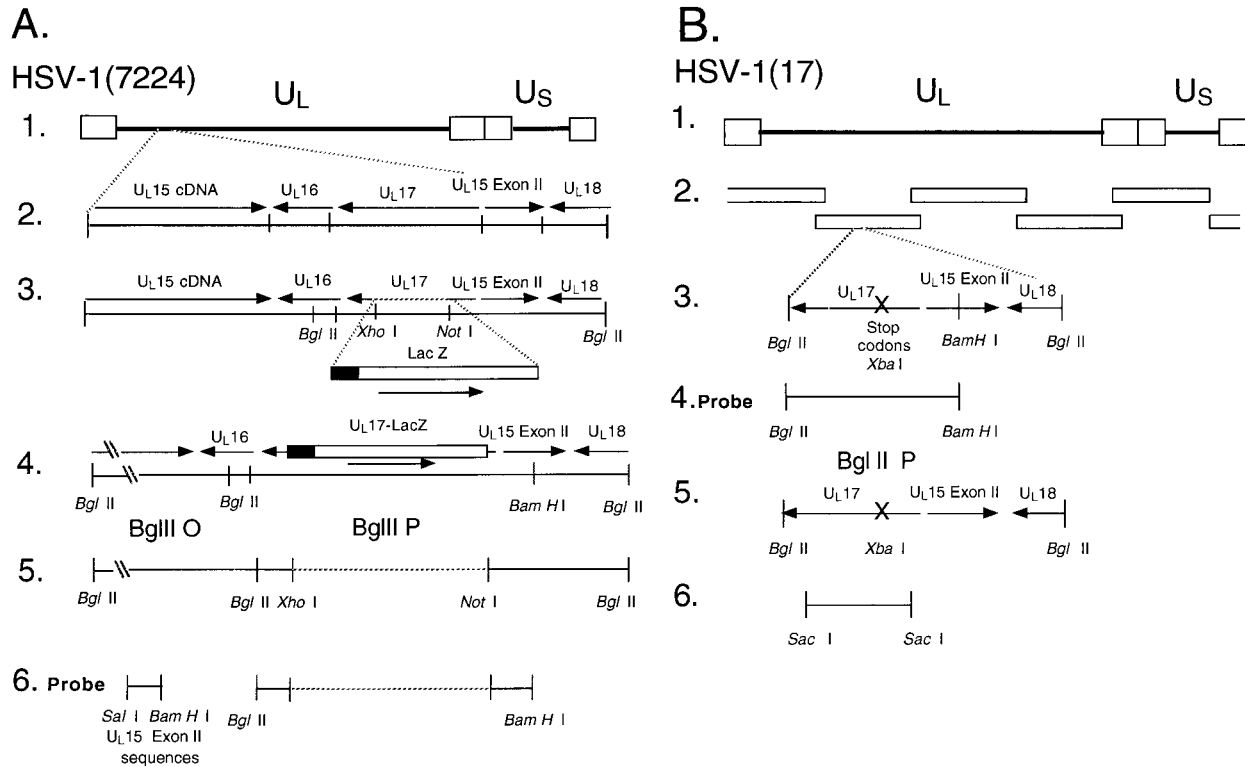 A.
HSV-1(7224)
UL
US
1.
2.
UL15 cDNA
UL16
UL17
UL15 Exon II
UL18
3.
UL15 cDNA
UL16
UL17
UL15 Exon II
UL18
Bgl II
Xho I
Not I
Bgl II
Lac Z
4.
UL16
UL17-LacZ
UL15 Exon II
UL18
Bgl II
Bgl II
Bam H I
Bgl II
BglII O
BglII P
5.
Bgl II
Bgl II
Xho I
Not I
Bgl II
6. Probe
Sal I
Bam H I
Bgl II
Bam H I
UL15 Exon II
sequences
B.
HSV-1(17)
UL
US
1.
2.
3.
UL17
X
UL15 Exon II
UL18
Bgl II
Stop
codons
Xba I
BamH I
Bgl II
4. Probe
Bgl II
Bam H I
Bgl II P
5.
UL17
X
UL15 Exon II
UL18
Bgl II
Xba I
Bgl II
6.
Sac I
Sac I